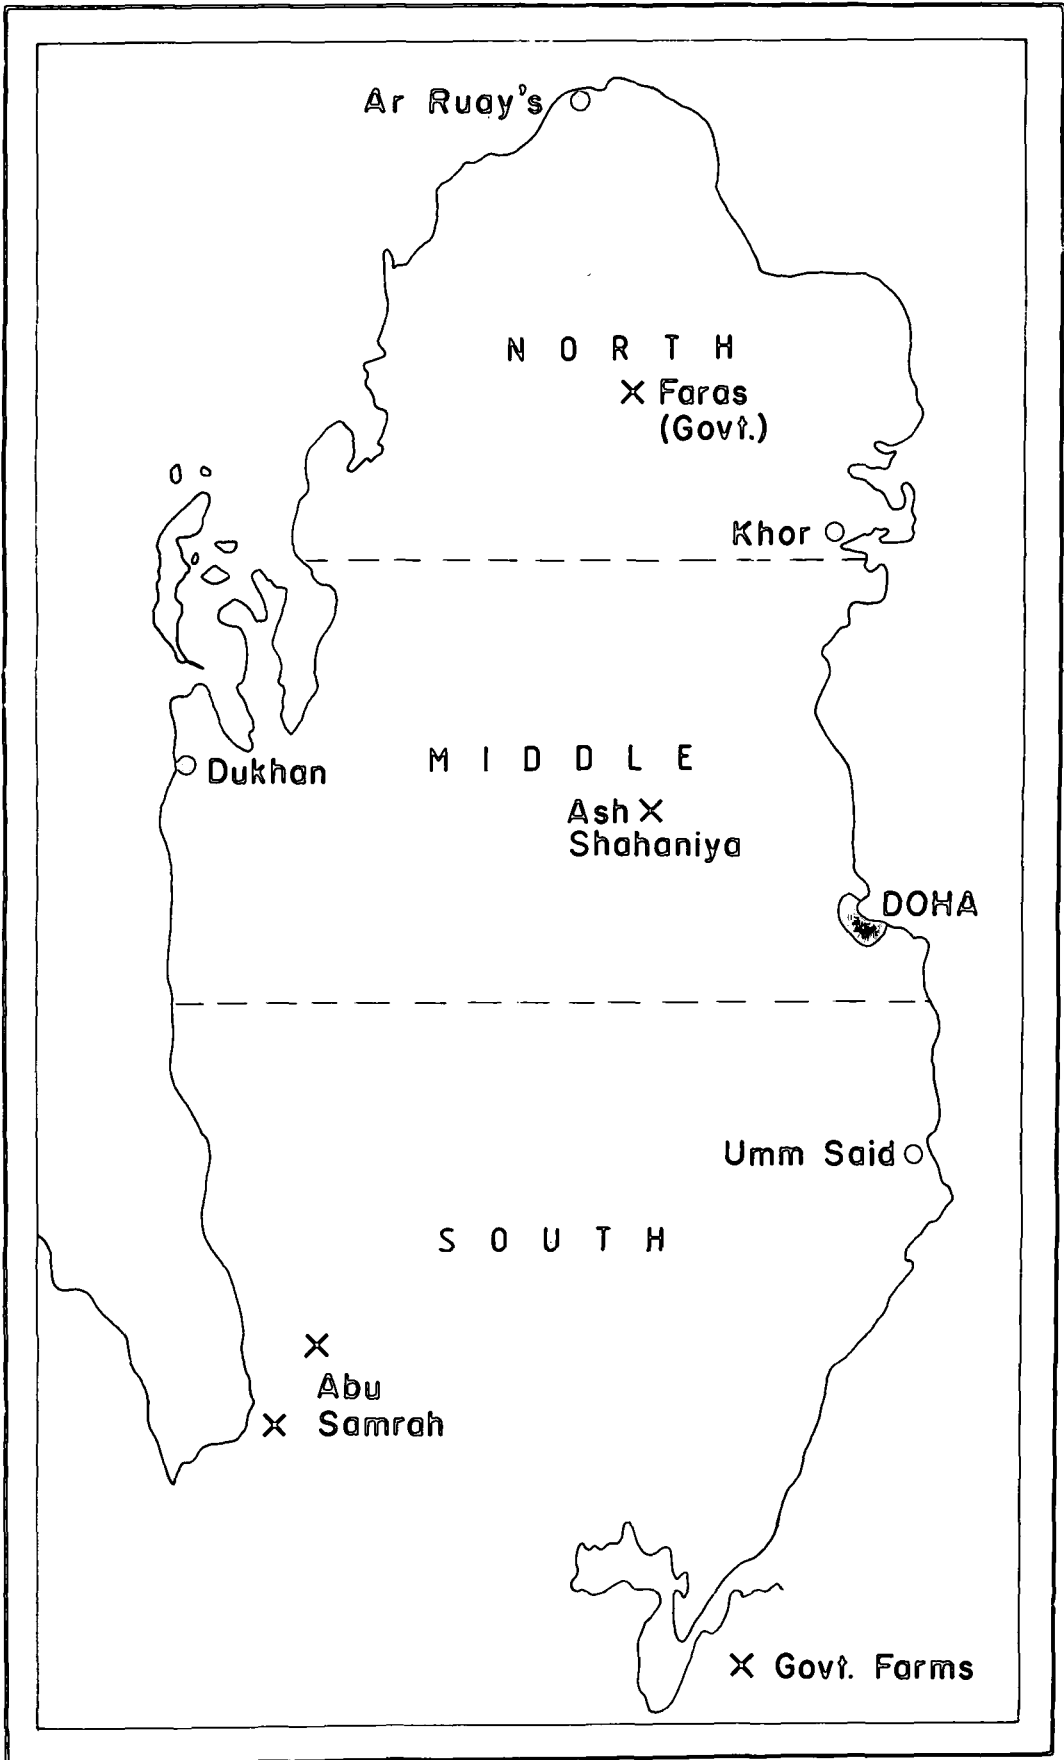 Ar Ruay's
N O R T H
Faras
(Govt.)
Khor
Dukhan
M I D D L E
Ash
Shahaniya
DOHA
Umm Said
S O U T H
Abu
Samrah
Govt. Farms